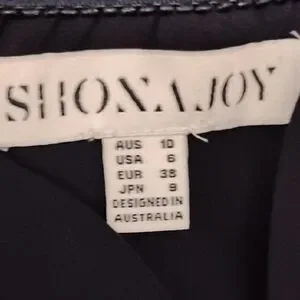 SHONA JOY
AUS 10
USA 6
EUR 38
JPN 9
DESIGNED IN
AUSTRALIA